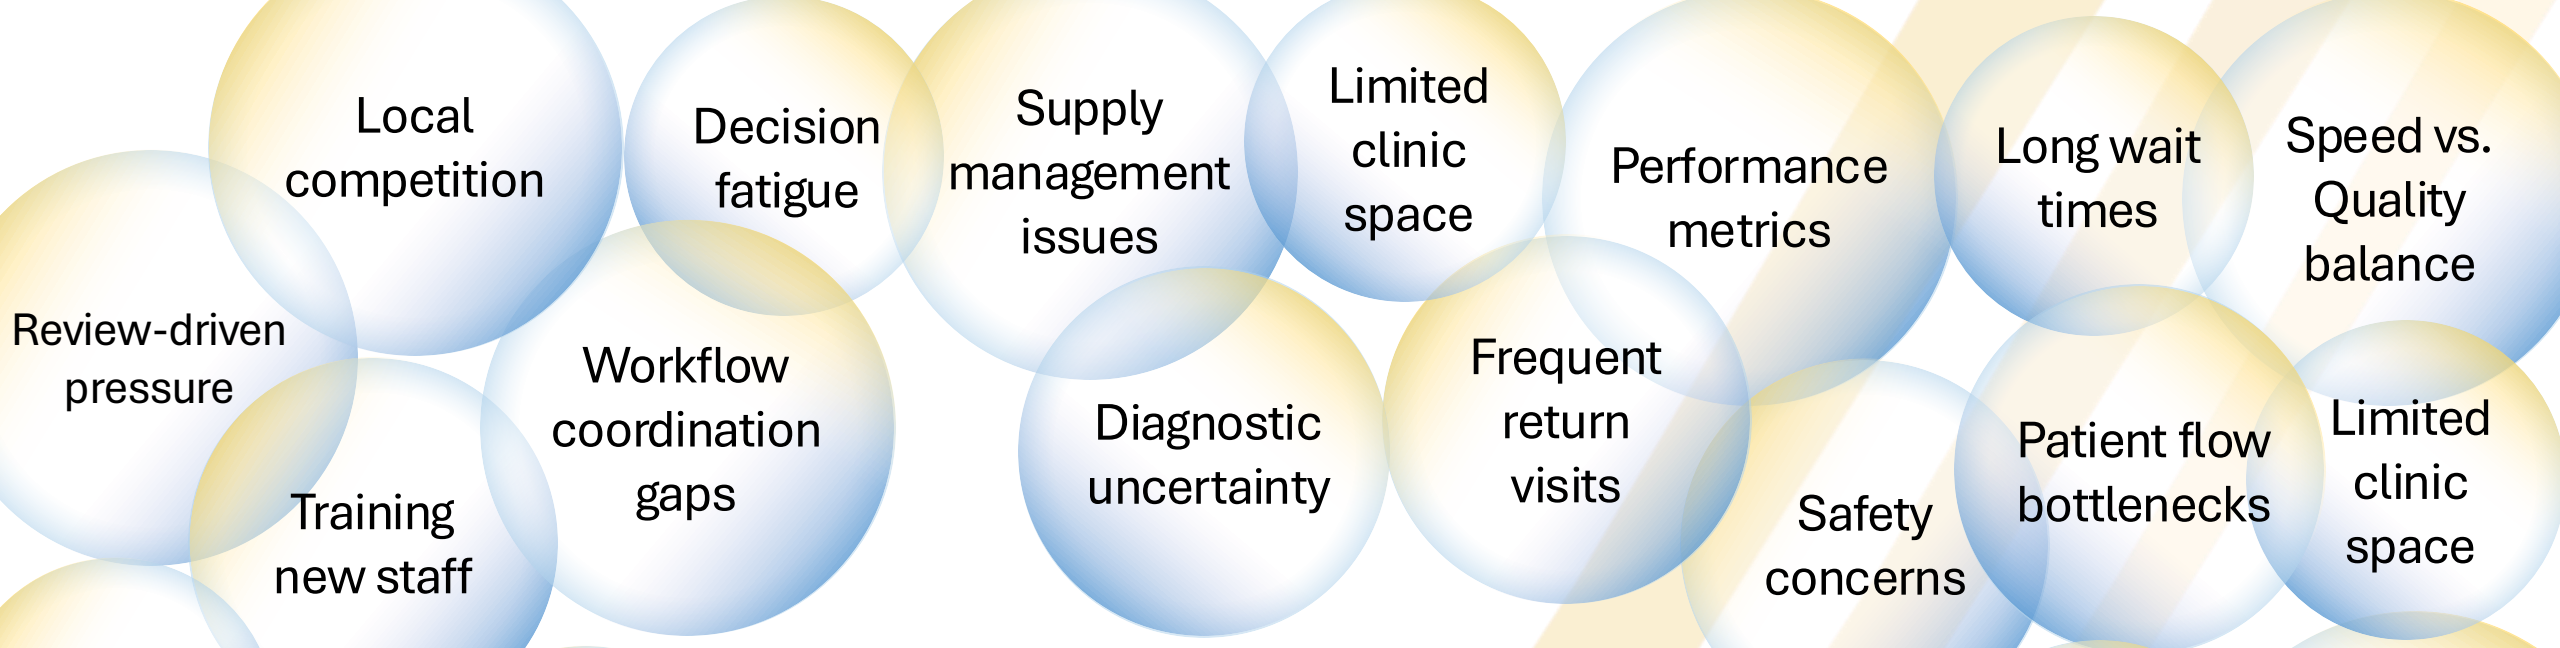 Local
competition
Decision
fatigue
Supply
management
issues
Limited
clinic
space
Performance
metrics
Long wait
times
Speed vs.
Quality
balance
Review-driven
pressure
Workflow
coordination
gaps
Training
new staff
Diagnostic
uncertainty
Frequent
return
visits
Safety
concerns
Patient flow
bottlenecks
Limited
clinic
space